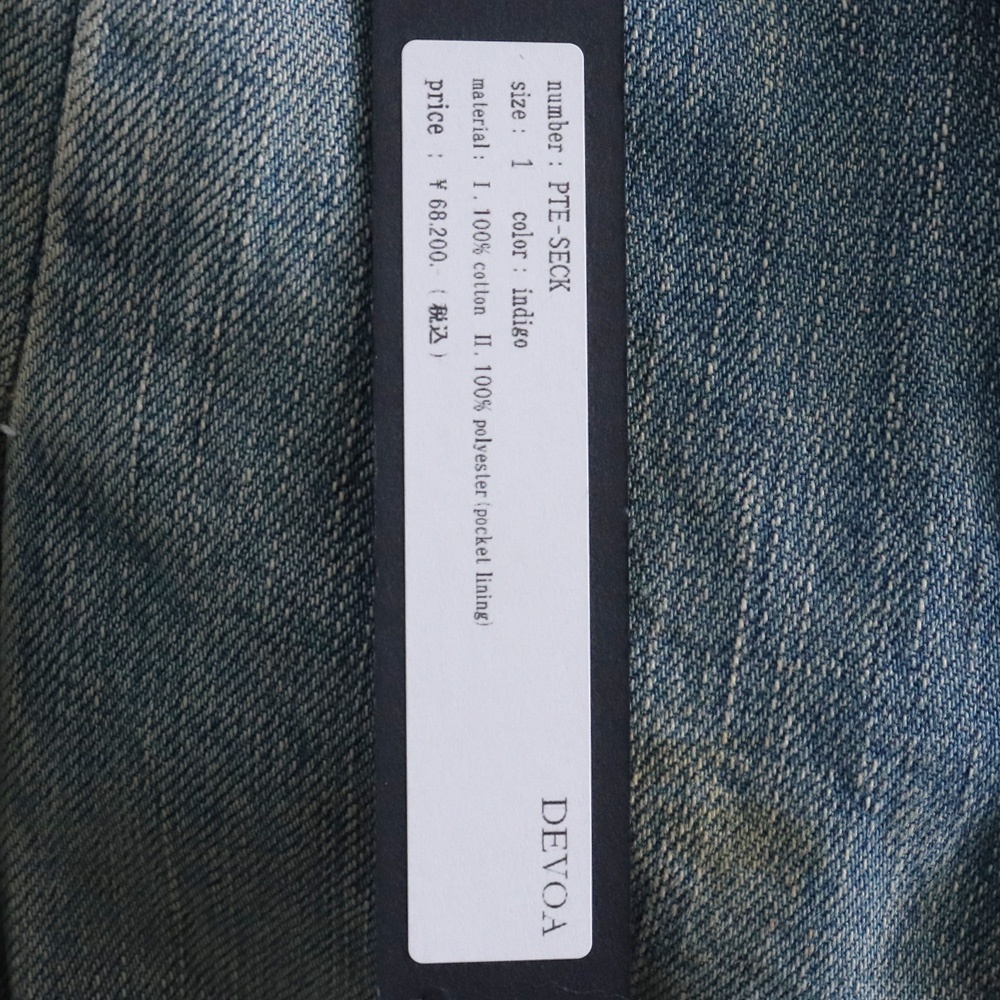 number : PTE-SECK
size : 1 color : indigo
material : I. 100% cotton II. 100% polyester (pocket lining)
price : ¥ 68.200.- ( 税込 )
DEVOA